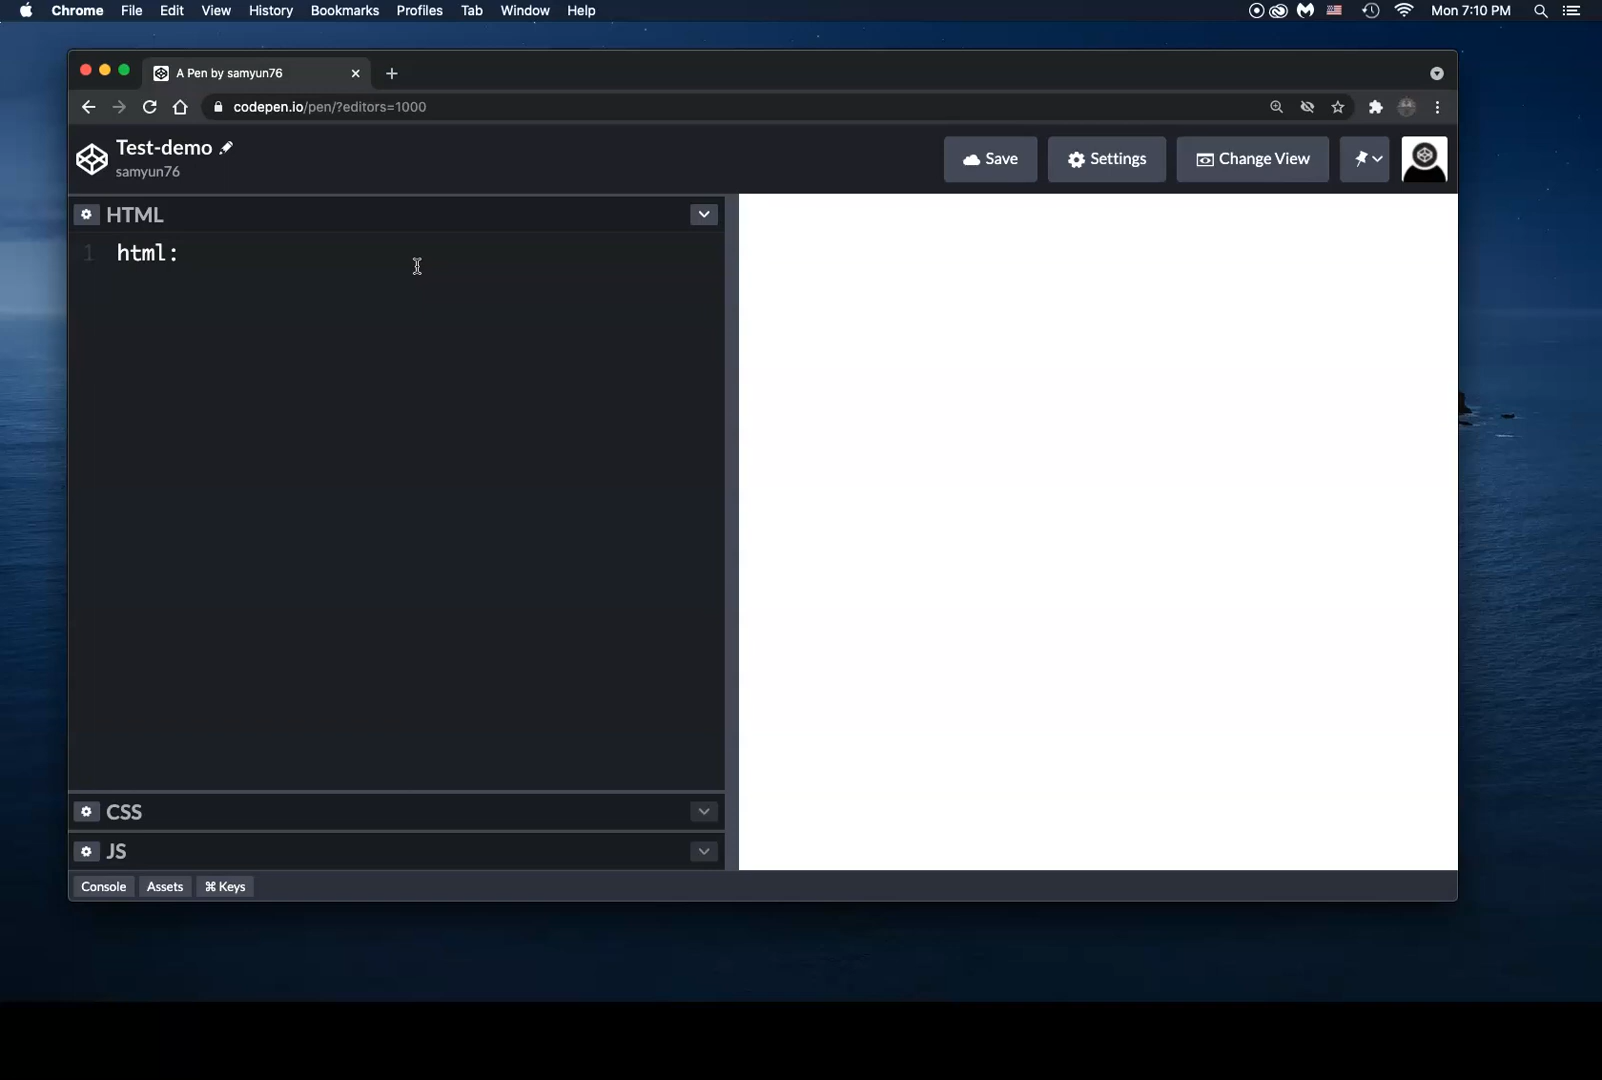 Chrome File Edit View History Bookmarks Profiles Tab Window Help Mon 7:10 PM
A Pen by samyun76
codepen.io/pen/?editors=1000
Test-demo
samyun76
Save Settings Change View
HTML
1 html:
CSS
JS
Console Assets ⌘ Keys